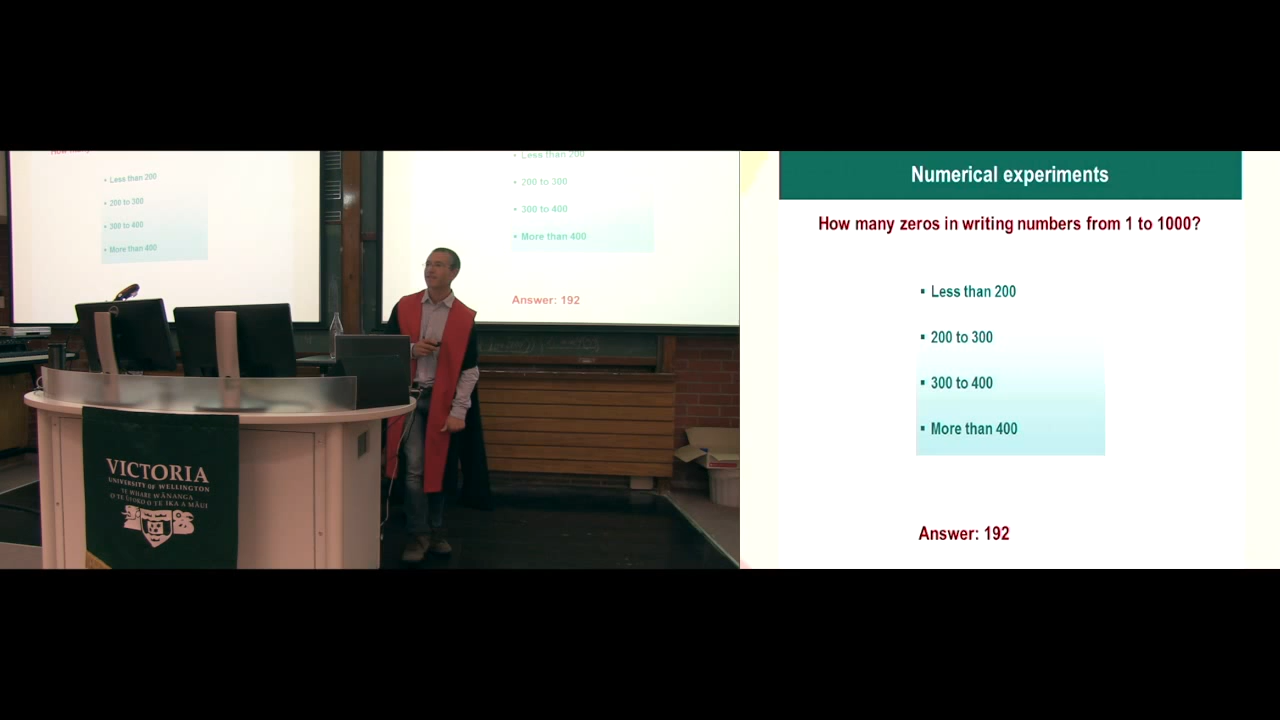 Less than 200
200 to 300
300 to 400
More than 400
Less than 200
200 to 300
300 to 400
More than 400
Answer: 192
VICTORIA
UNIVERSITY OF WELLINGTON
TE WHARE WĀNANGA
O TE ŪPOKO O TE IKA A MĀUI
Numerical experiments
How many zeros in writing numbers from 1 to 1000?
Less than 200
200 to 300
300 to 400
More than 400
Answer: 192